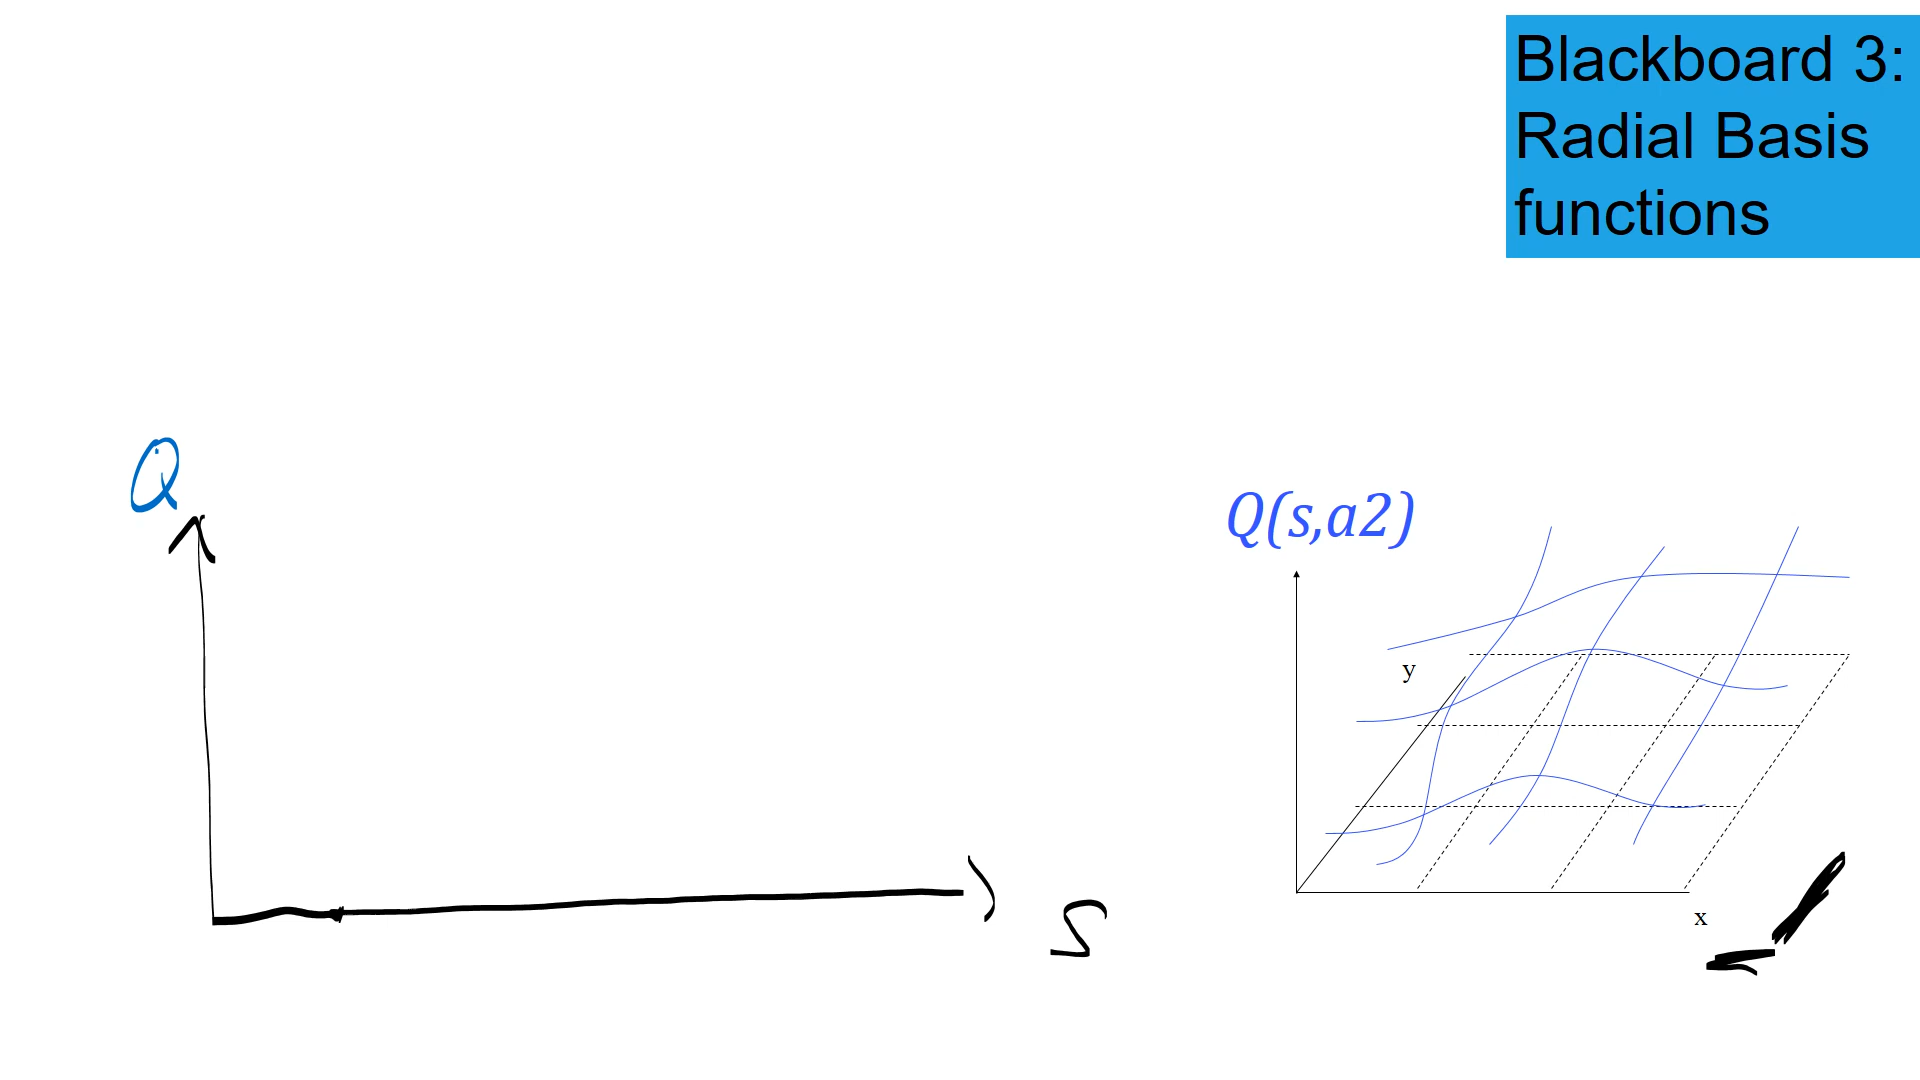 Blackboard 3:
Radial Basis
functions
Q
Q(s,a2)
y
x
S